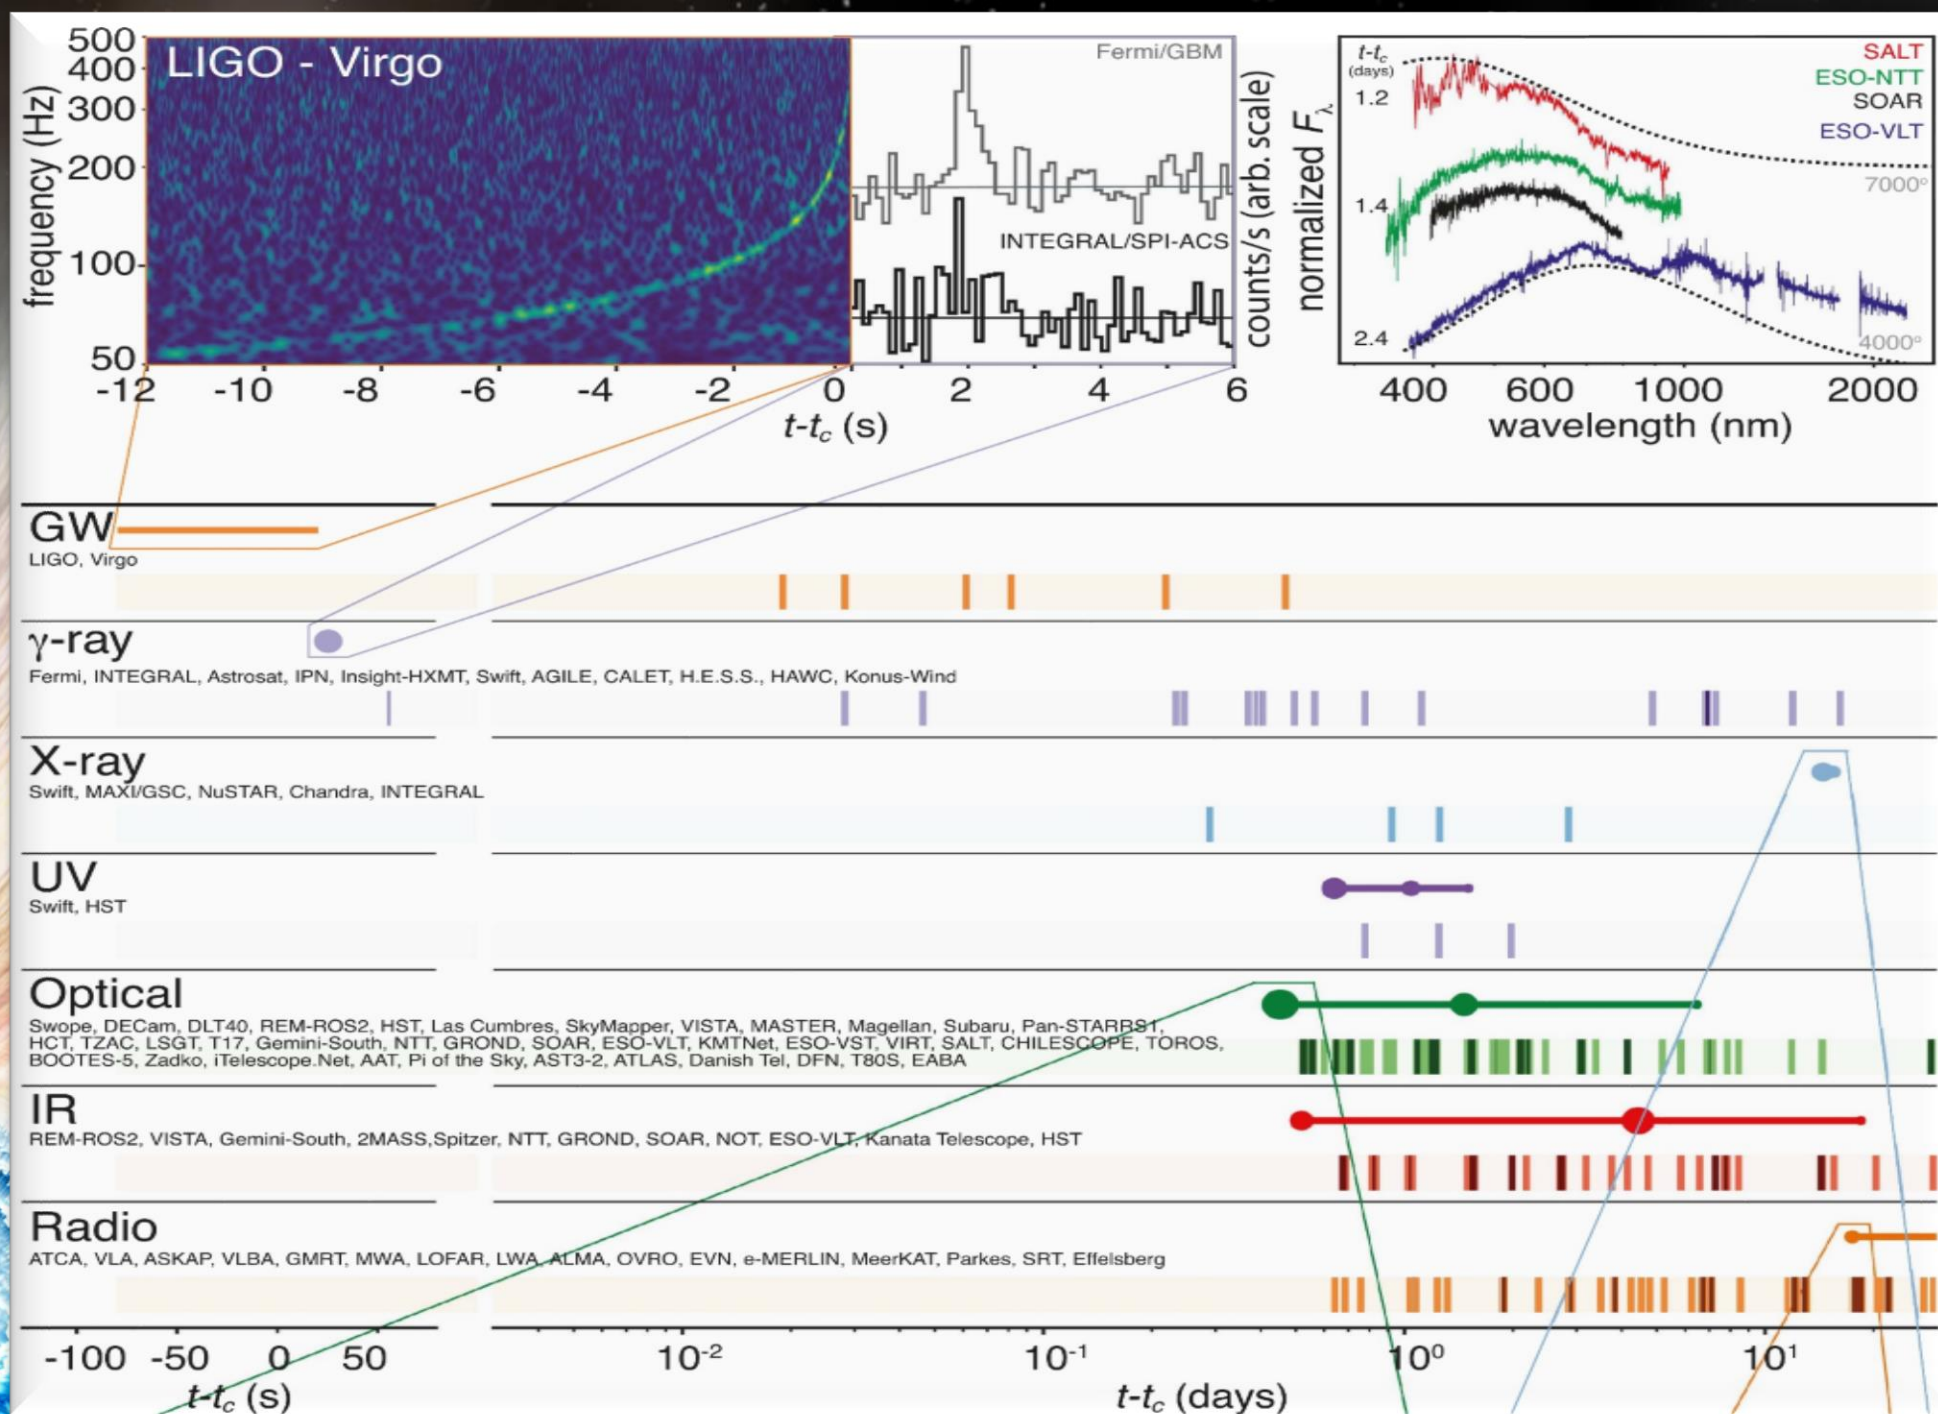 LIGO - Virgo
frequency (Hz)
500
400
300
200
100
50
-12 -10 -8 -6 -4 -2 0 2 4 6
t-tc (s)
Fermi/GBM
INTEGRAL/SPI-ACS
counts/s (arb. scale)
normalized Fλ
t-tc
(days)
1.2
1.4
2.4
SALT
ESO-NTT
SOAR
ESO-VLT
7000°
4000°
400 600 1000 2000
wavelength (nm)
GW
LIGO, Virgo
γ-ray
Fermi, INTEGRAL, Astrosat, IPN, Insight-HXMT, Swift, AGILE, CALET, H.E.S.S., HAWC, Konus-Wind
X-ray
Swift, MAXI/GSC, NuSTAR, Chandra, INTEGRAL
UV
Swift, HST
Optical
Swope, DECam, DLT40, REM-ROS2, HST, Las Cumbres, SkyMapper, VISTA, MASTER, Magellan, Subaru, Pan-STARRS1,
HCT, TZAC, LSGT, T17, Gemini-South, NTT, GROND, SOAR, ESO-VLT, KMTNet, ESO-VST, VIRT, SALT, CHILESCOPE, TOROS,
BOOTES-5, Zadko, iTelescope.Net, AAT, Pi of the Sky, AST3-2, ATLAS, Danish Tel, DFN, T80S, EABA
IR
REM-ROS2, VISTA, Gemini-South, 2MASS,Spitzer, NTT, GROND, SOAR, NOT, ESO-VLT, Kanata Telescope, HST
Radio
ATCA, VLA, ASKAP, VLBA, GMRT, MWA, LOFAR, LWA, ALMA, OVRO, EVN, e-MERLIN, MeerKAT, Parkes, SRT, Effelsberg
-100 -50 0 50 10⁻² 10⁻¹ 10⁰ 10¹
t-tc (s) t-tc (days)